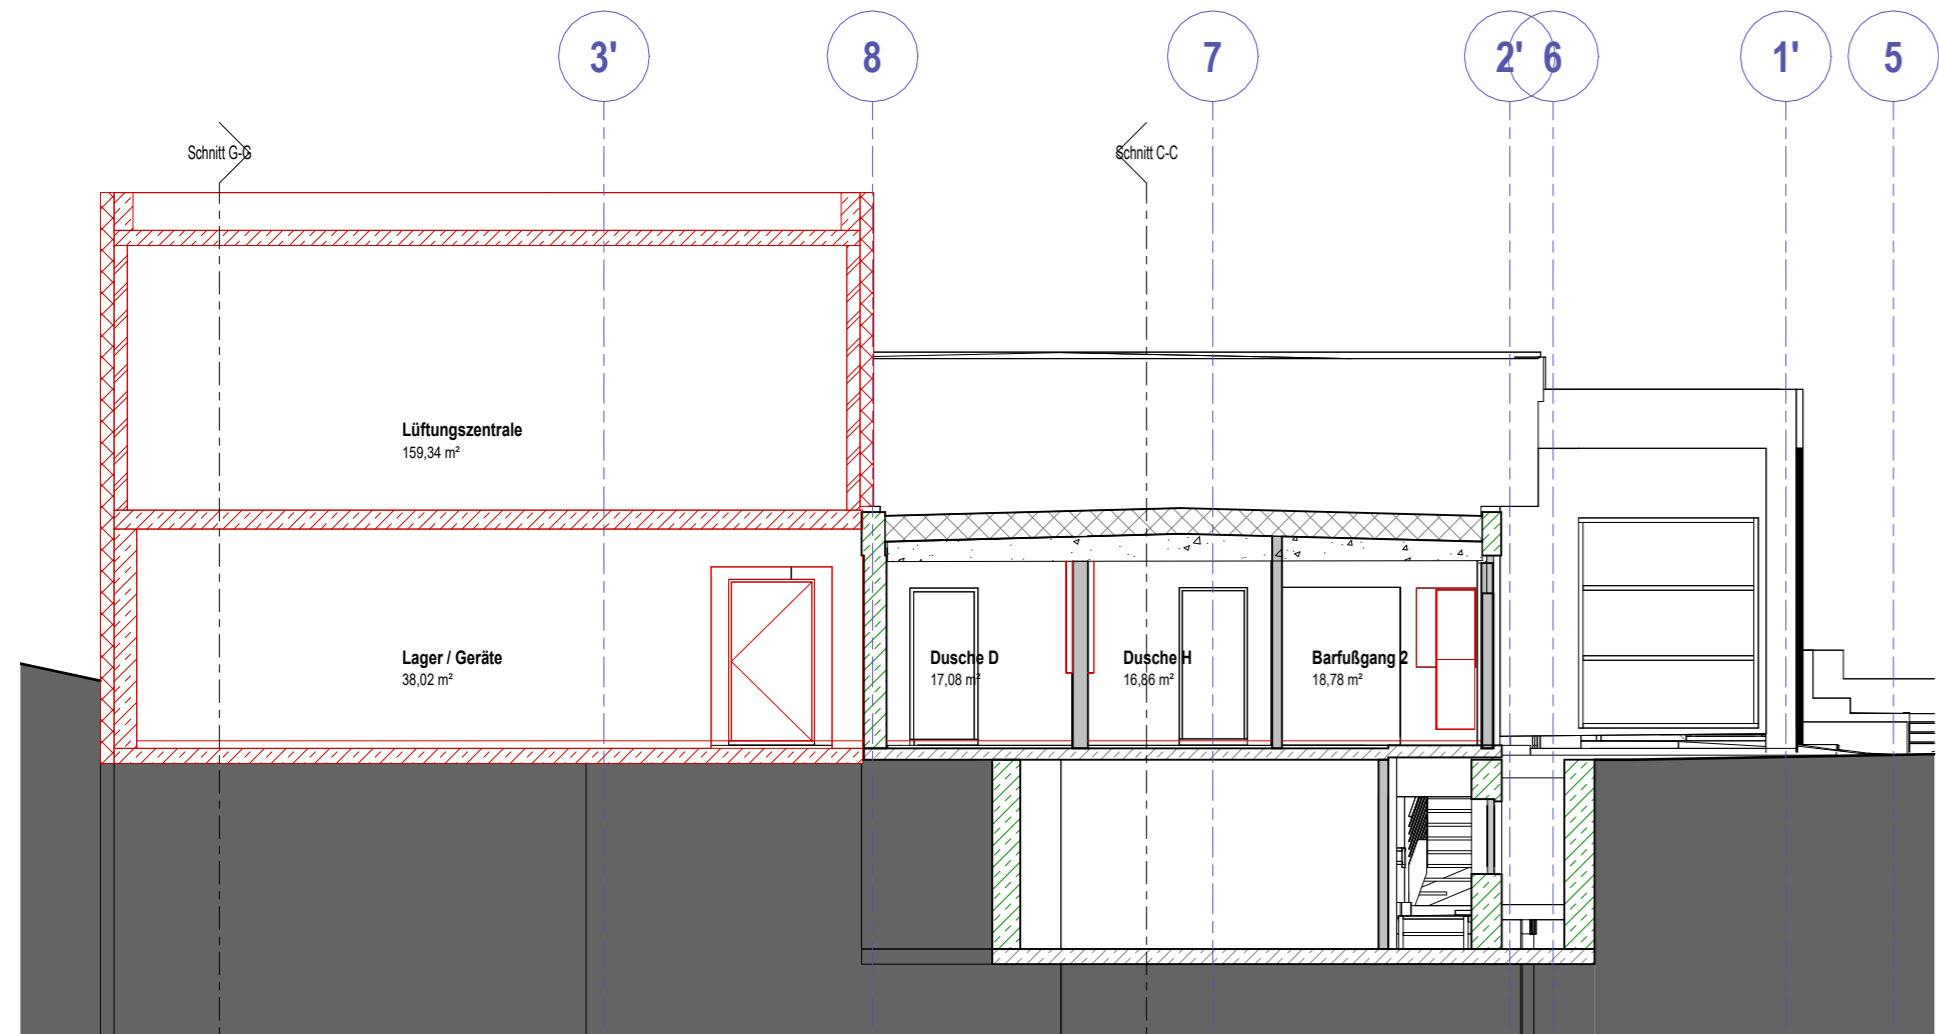 3'
8
7
2'
6
1'
5
Schnitt G-G
Schnitt C-C
Lüftungszentrale
159,34 m²
Lager / Geräte
38,02 m²
Dusche D
17,08 m²
Dusche H
16,86 m²
Barfußgang 2
18,78 m²